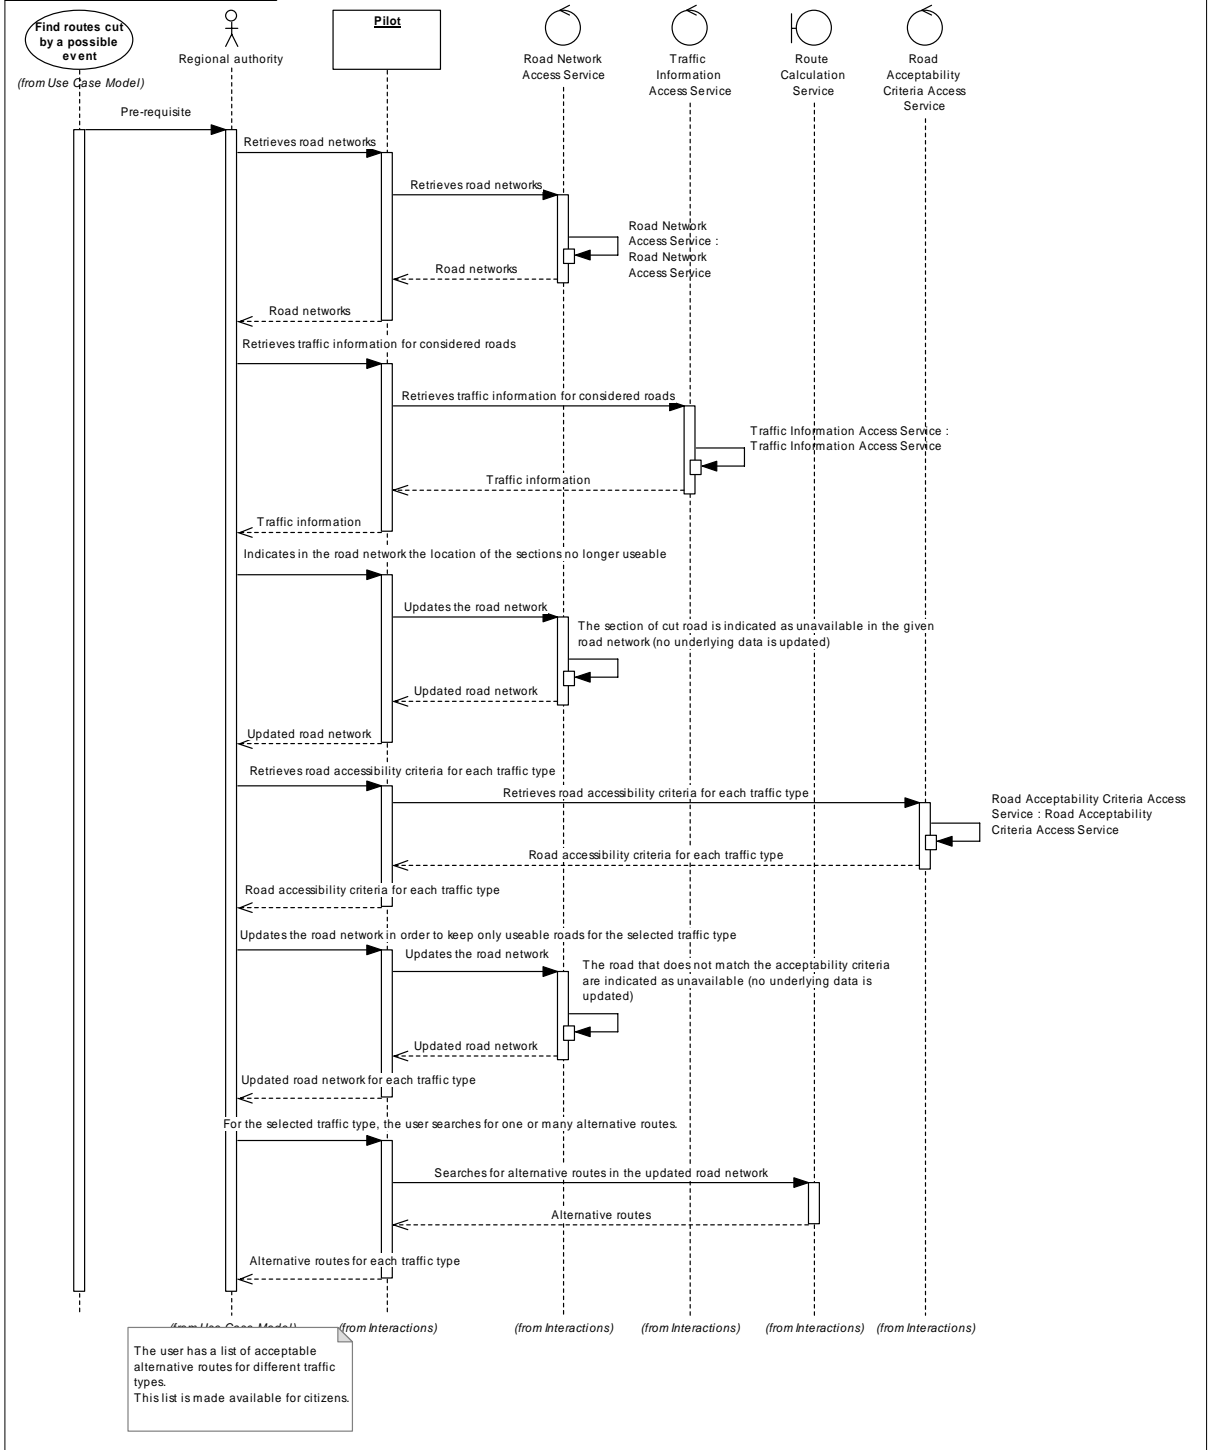 Find routes cut
by a possible
event
(from Use Case Model)
Regional authority
Pilot
Road Network
Access Service
Traffic
Information
Access Service
Route
Calculation
Service
Road
Acceptability
Criteria Access
Service
Pre-requisite
Retrieves road networks
Retrieves road networks
Road Network
Access Service :
Road Network
Access Service
Road networks
Road networks
Retrieves traffic information for considered roads
Retrieves traffic information for considered roads
Traffic Information Access Service :
Traffic Information Access Service
Traffic information
Traffic information
Indicates in the road network the location of the sections no longer useable
Updates the road network
The section of cut road is indicated as unavailable in the given
road network (no underlying data is updated)
Updated road network
Updated road network
Retrieves road accessibility criteria for each traffic type
Retrieves road accessibility criteria for each traffic type
Road Acceptability Criteria Access
Service : Road Acceptability
Criteria Access Service
Road accessibility criteria for each traffic type
Road accessibility criteria for each traffic type
Updates the road network in order to keep only useable roads for the selected traffic type
Updates the road network
The road that does not match the acceptability criteria
are indicated as unavailable (no underlying data is
updated)
Updated road network
Updated road network for each traffic type
For the selected traffic type, the user searches for one or many alternative routes.
Searches for alternative routes in the updated road network
Alternative routes
Alternative routes for each traffic type
(from Use Case Model)
(from Interactions)
(from Interactions)
(from Interactions)
(from Interactions)
(from Interactions)
The user has a list of acceptable
alternative routes for different traffic
types.
This list is made available for citizens.